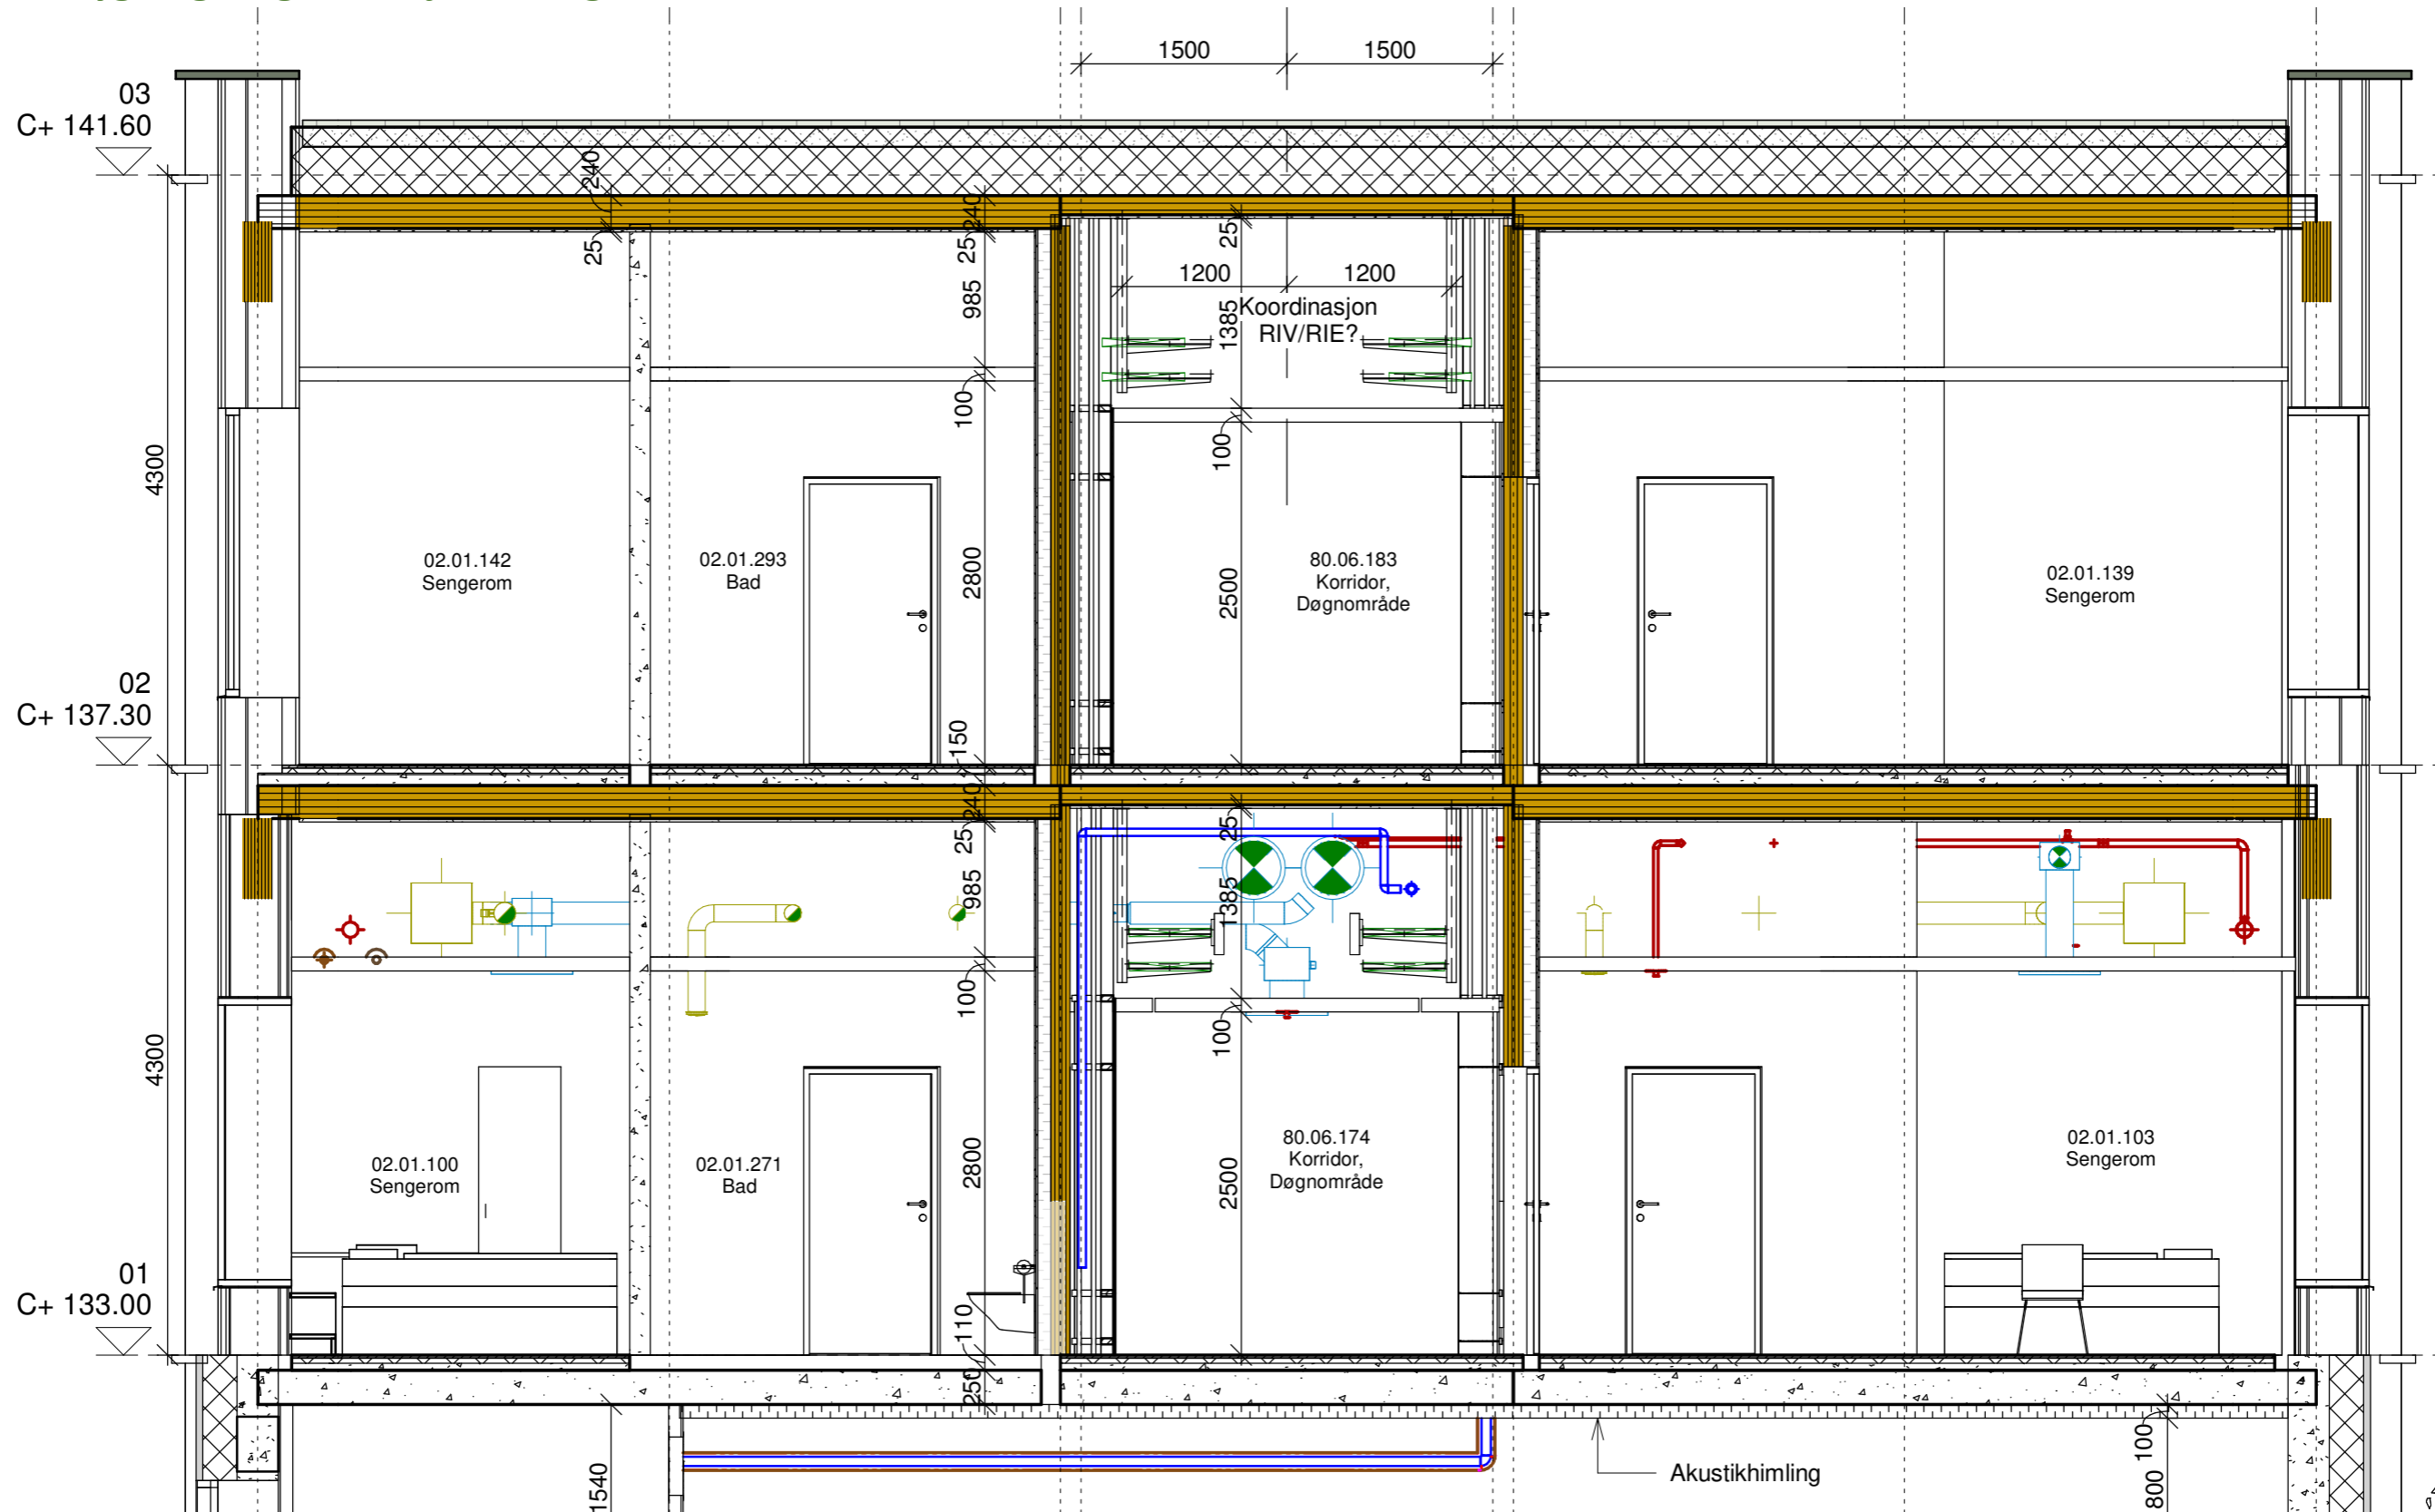 1500
1500
03
C+ 141.60
240
240
25
25
25
985
1200
1200
Koordinasjon
RIV/RIE?
1385
100
100
4300
02.01.142
Sengerom
02.01.293
Bad
2800
2500
80.06.183
Korridor,
Døgnområde
02.01.139
Sengerom
02
C+ 137.30
150
240
25
25
985
1385
100
100
4300
02.01.100
Sengerom
02.01.271
Bad
2800
2500
80.06.174
Korridor,
Døgnområde
02.01.103
Sengerom
01
C+ 133.00
110
250
1540
Akustikhimling
100
800